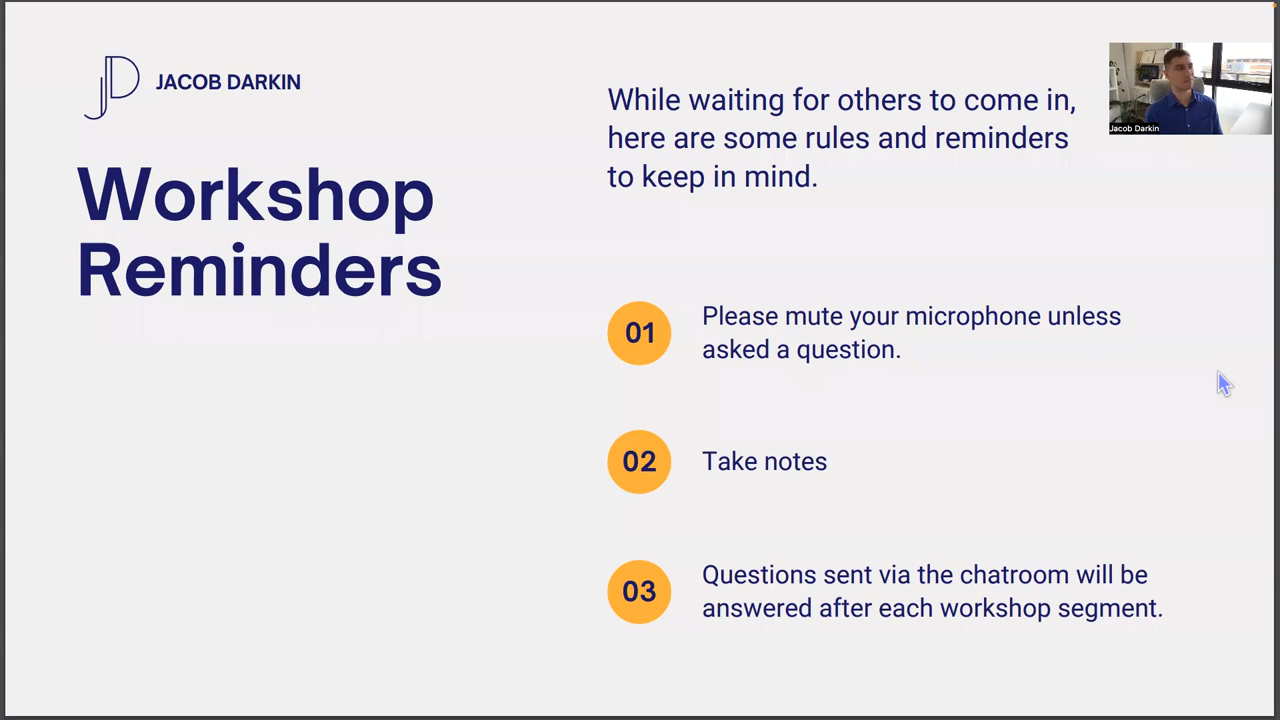 JD
JACOB DARKIN
Workshop
Reminders
While waiting for others to come in,
here are some rules and reminders
to keep in mind.
Jacob Darkin
01
Please mute your microphone unless
asked a question.
02
Take notes
03
Questions sent via the chatroom will be
answered after each workshop segment.